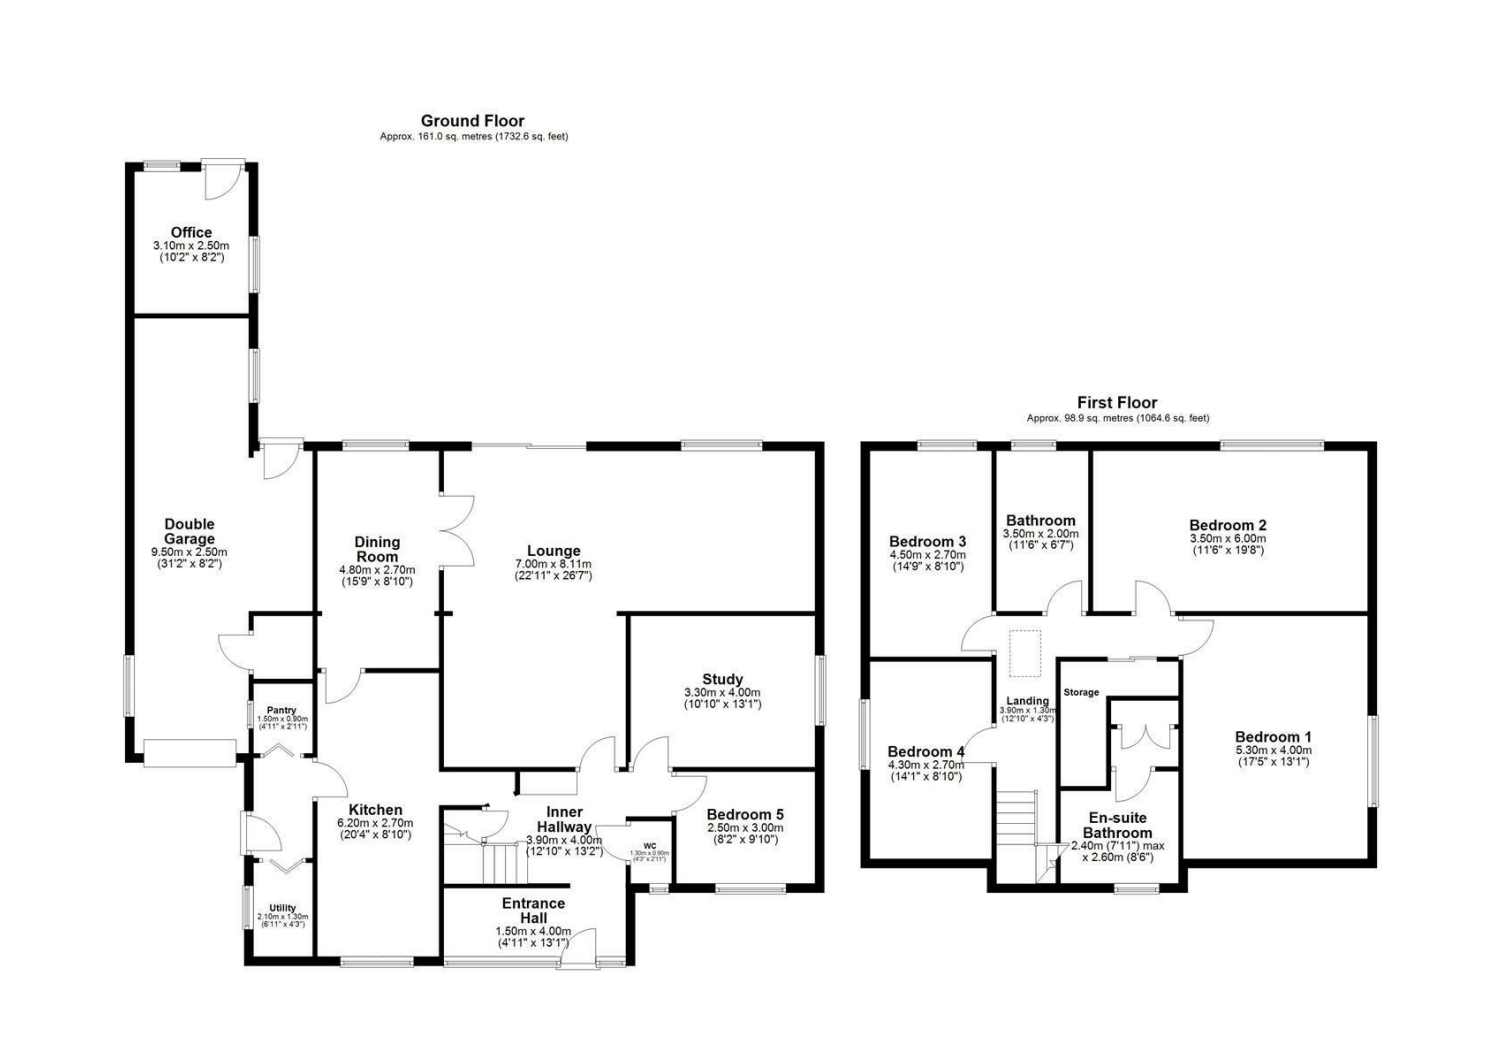 Ground Floor
Approx. 161.0 sq. metres (1732.6 sq. feet)
Office
3.10m x 2.50m
(10'2" x 8'2")
Double
Garage
9.50m x 2.50m
(31'2" x 8'2")
Dining
Room
4.80m x 2.70m
(15'9" x 8'10")
Lounge
7.00m x 8.11m
(22'11" x 26'7")
Study
3.30m x 4.00m
(10'10" x 13'1")
Pantry
1.50m x 0.90m
(4'11" x 2'11")
Kitchen
6.20m x 2.70m
(20'4" x 8'10")
Inner
Hallway
3.90m x 4.00m
(12'10" x 13'2")
WC
1.30m x 0.90m
(4'3" x 2'11")
Bedroom 5
2.50m x 3.00m
(8'2" x 9'10")
Utility
2.10m x 1.30m
(6'11" x 4'3")
Entrance
Hall
1.50m x 4.00m
(4'11" x 13'1")
First Floor
Approx. 98.9 sq. metres (1064.6 sq. feet)
Bedroom 3
4.50m x 2.70m
(14'9" x 8'10")
Bathroom
3.50m x 2.00m
(11'6" x 6'7")
Bedroom 2
3.50m x 6.00m
(11'6" x 19'8")
Storage
Landing
3.90m x 1.30m
(12'10" x 4'3")
Bedroom 4
4.30m x 2.70m
(14'1" x 8'10")
Bedroom 1
5.30m x 4.00m
(17'5" x 13'1")
En-suite
Bathroom
2.40m (7'11") max
x 2.60m (8'6")